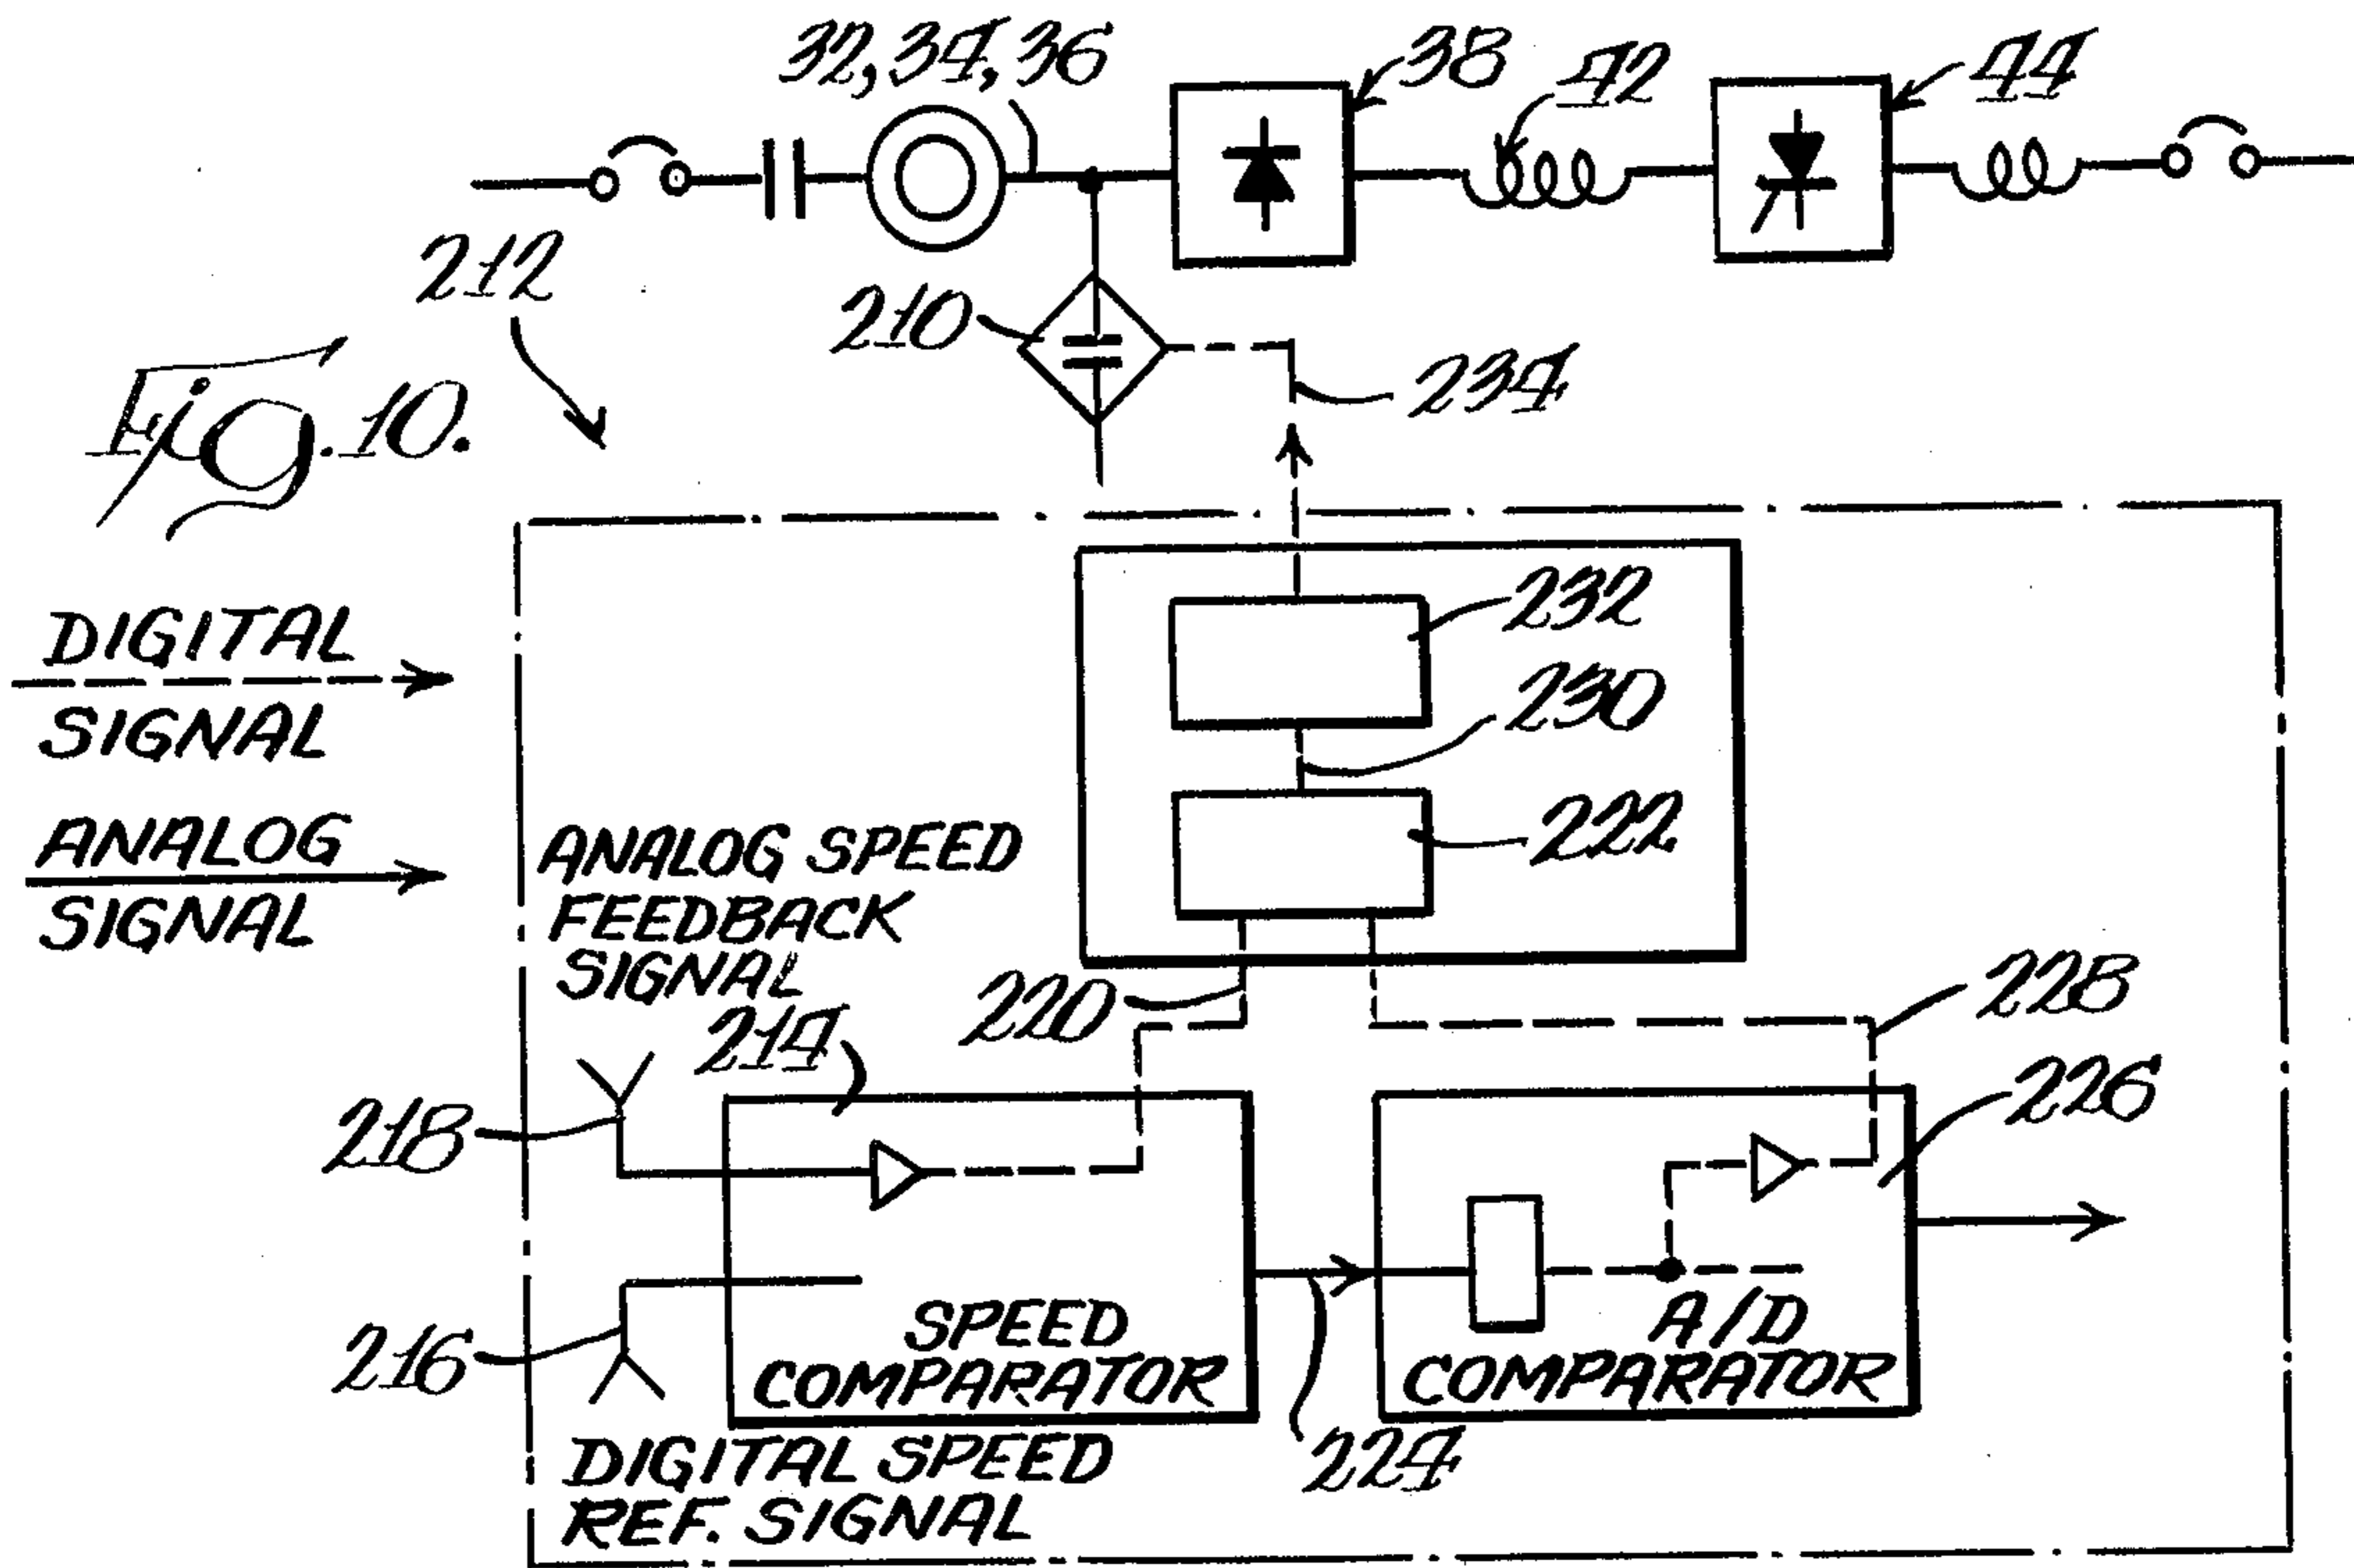 32, 34, 36
38
42
44
212
210
234
Fig. 10.
DIGITAL
SIGNAL
ANALOG
SIGNAL
232
230
222
ANALOG SPEED
FEEDBACK
SIGNAL
220
228
214
226
218
216
SPEED
COMPARATOR
A/D
COMPARATOR
224
DIGITAL SPEED
REF. SIGNAL